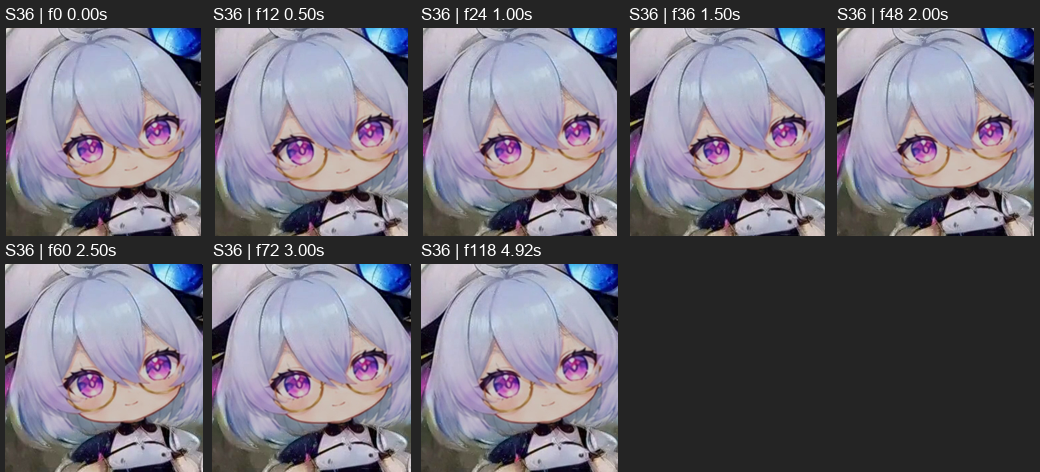 S36 | f0 0.00s
S36 | f12 0.50s
S36 | f24 1.00s
S36 | f36 1.50s
S36 | f48 2.00s
S36 | f60 2.50s
S36 | f72 3.00s
S36 | f118 4.92s